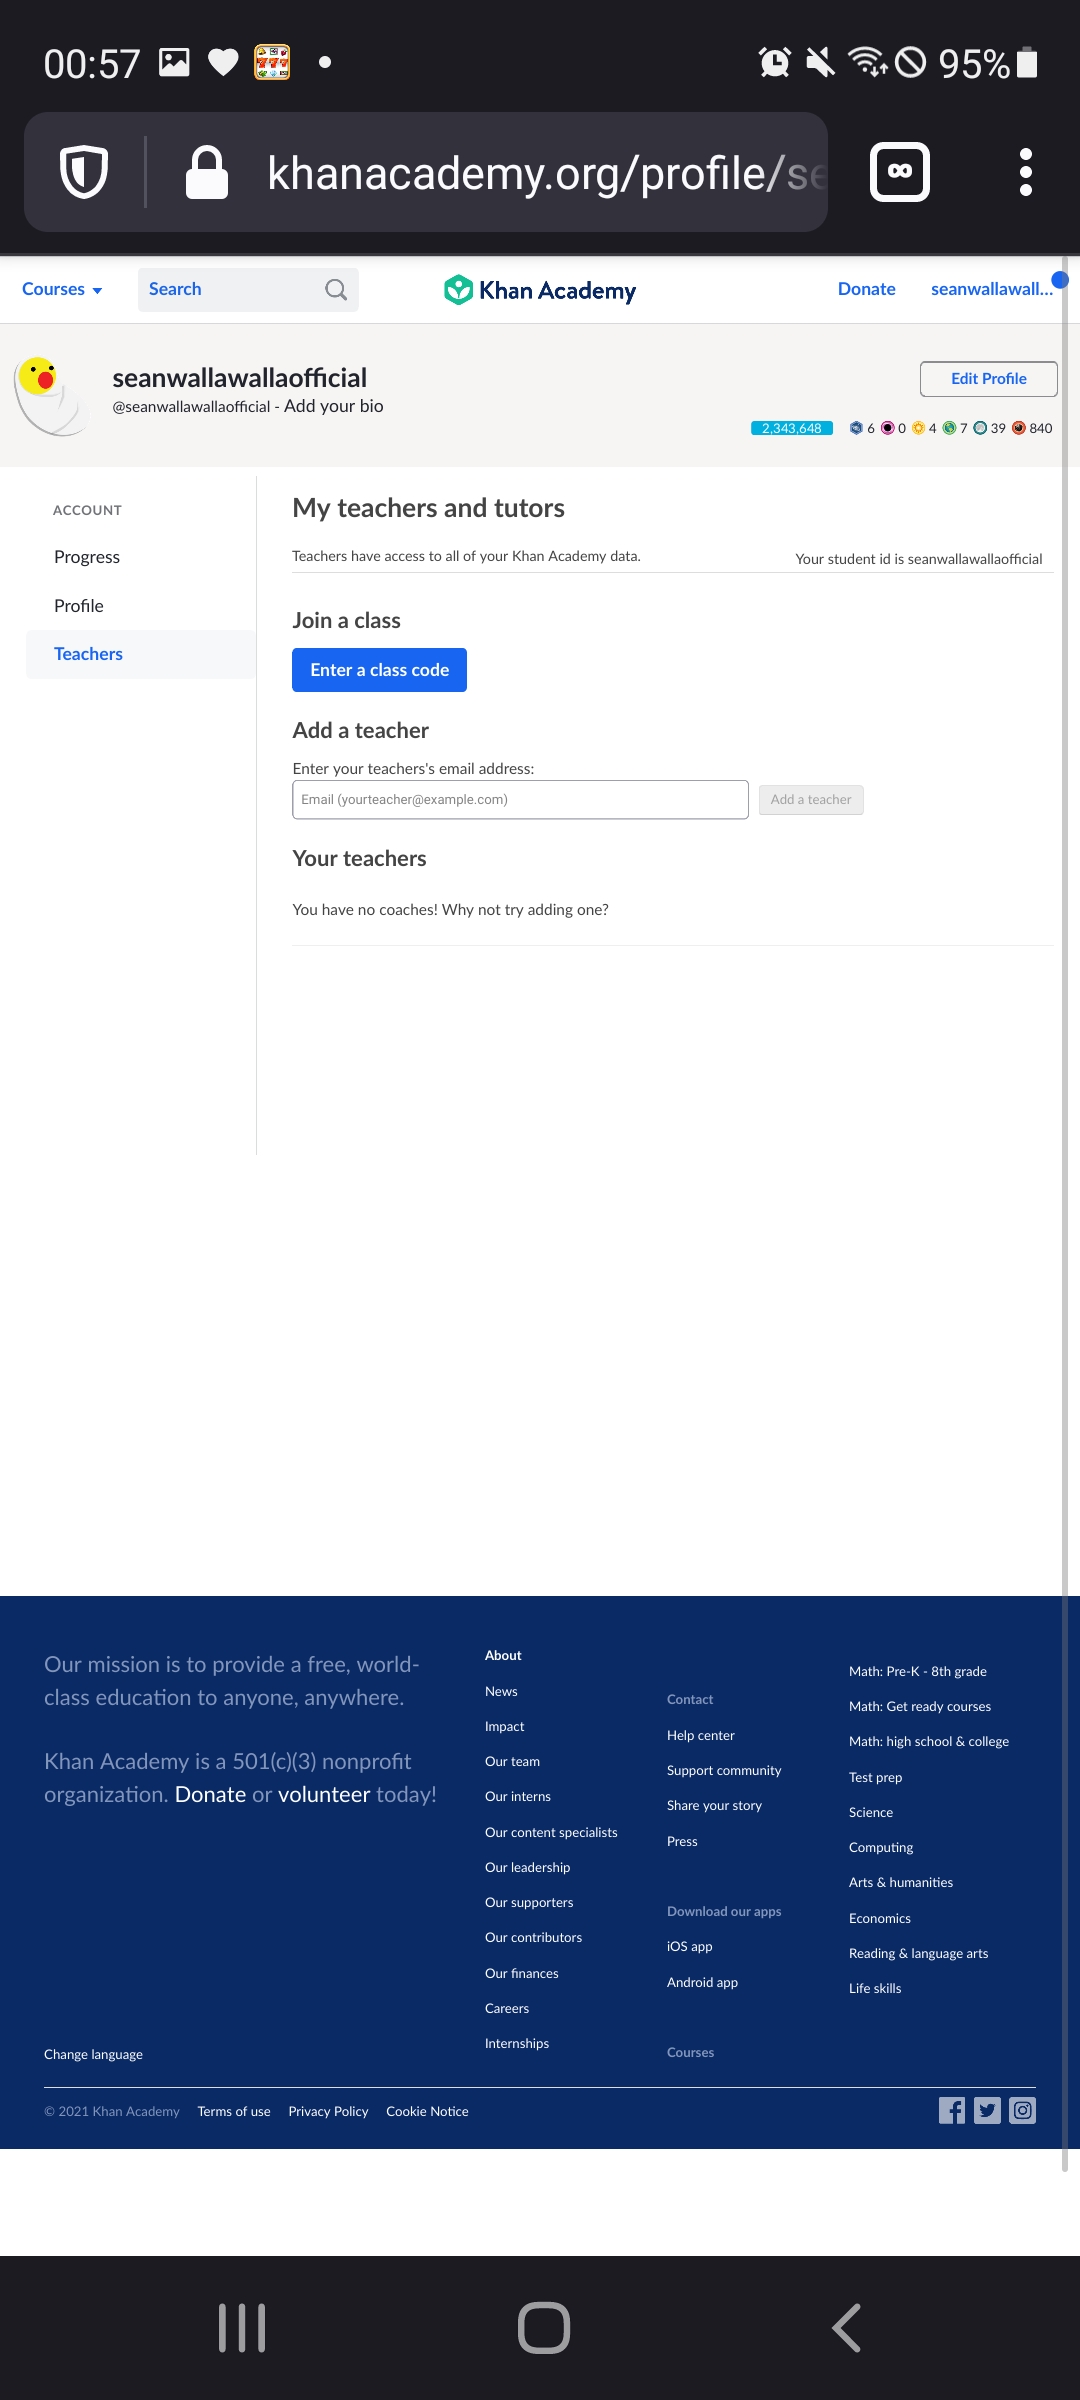 00:57
95%
khanacademy.org/profile/se
Courses
Search
Khan Academy
Donate
seanwallawall...
seanwallawallaofficial
@seanwallawallaofficial - Add your bio
Edit Profile
2,343,648 6 0 4 7 39 840
ACCOUNT
Progress
Profile
Teachers
My teachers and tutors
Teachers have access to all of your Khan Academy data.
Your student id is seanwallawallaofficial
Join a class
Enter a class code
Add a teacher
Enter your teachers's email address:
Email (yourteacher@example.com)
Add a teacher
Your teachers
You have no coaches! Why not try adding one?
Our mission is to provide a free, world-
class education to anyone, anywhere.
Khan Academy is a 501(c)(3) nonprofit
organization. Donate or volunteer today!
Change language
About
News
Impact
Our team
Our interns
Our content specialists
Our leadership
Our supporters
Our contributors
Our finances
Careers
Internships
Contact
Help center
Support community
Share your story
Press
Download our apps
iOS app
Android app
Courses
Math: Pre-K - 8th grade
Math: Get ready courses
Math: high school & college
Test prep
Science
Computing
Arts & humanities
Economics
Reading & language arts
Life skills
© 2021 Khan Academy
Terms of use
Privacy Policy
Cookie Notice